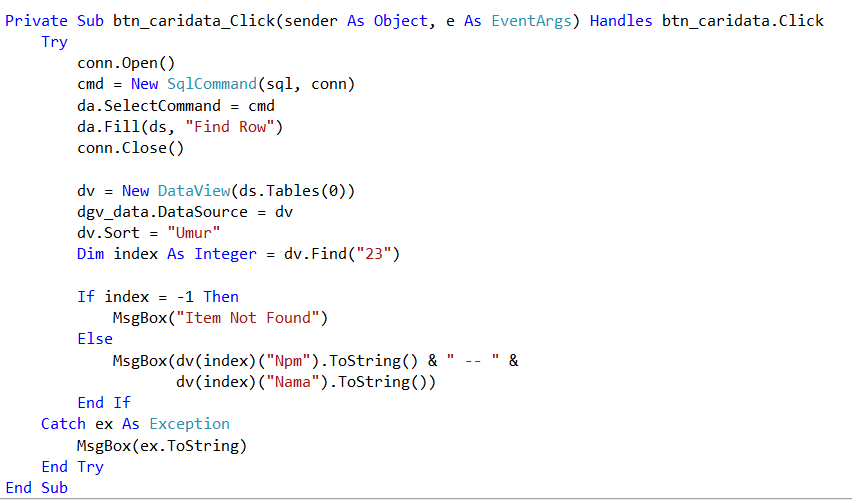 Private Sub btn_caridata_Click(sender As Object, e As EventArgs) Handles btn_caridata.Click
    Try
        conn.Open()
        cmd = New SqlCommand(sql, conn)
        da.SelectCommand = cmd
        da.Fill(ds, "Find Row")
        conn.Close()

        dv = New DataView(ds.Tables(0))
        dgv_data.DataSource = dv
        dv.Sort = "Umur"
        Dim index As Integer = dv.Find("23")

        If index = -1 Then
            MsgBox("Item Not Found")
        Else
            MsgBox(dv(index)("Npm").ToString() & " -- " &
                   dv(index)("Nama").ToString())
        End If
    Catch ex As Exception
        MsgBox(ex.ToString)
    End Try
End Sub